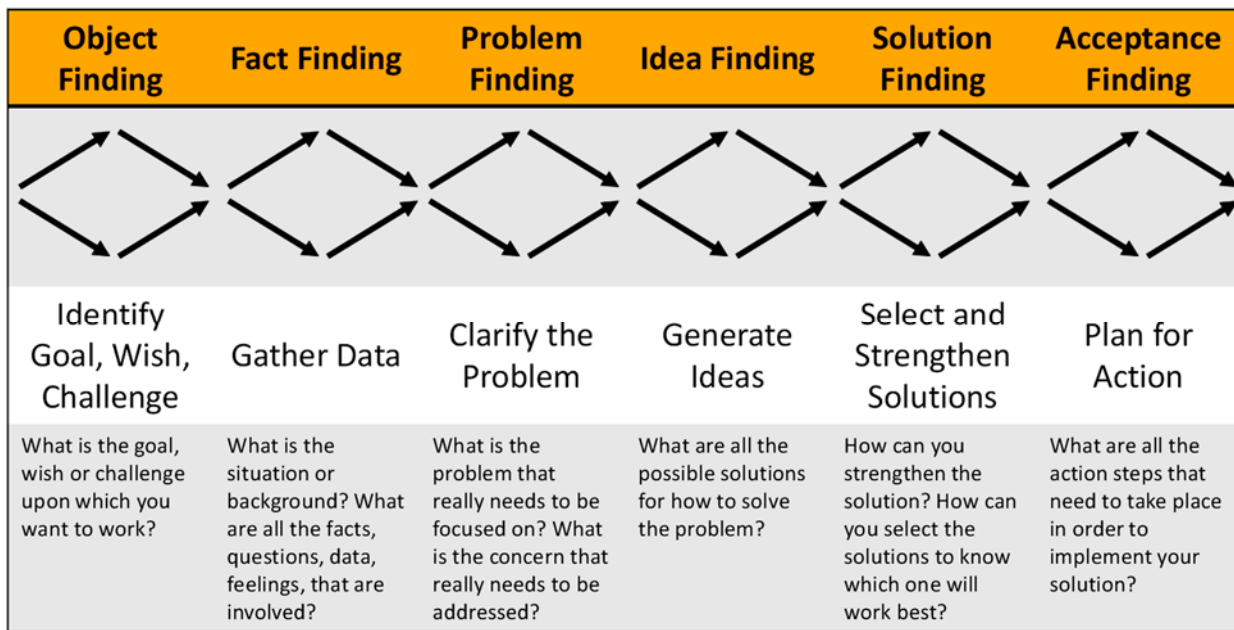 Object
Finding
Fact Finding
Problem
Finding
Idea Finding
Solution
Finding
Acceptance
Finding
Identify
Goal, Wish,
Challenge
Gather Data
Clarify the
Problem
Generate
Ideas
Select and
Strengthen
Solutions
Plan for
Action
What is the goal,
wish or challenge
upon which you
want to work?
What is the
situation or
background? What
are all the facts,
questions, data,
feelings, that are
involved?
What is the
problem that
really needs to be
focused on? What
is the concern that
really needs to be
addressed?
What are all the
possible solutions
for how to solve
the problem?
How can you
strengthen the
solution? How can
you select the
solutions to know
which one will
work best?
What are all the
action steps that
need to take place
in order to
implement your
solution?